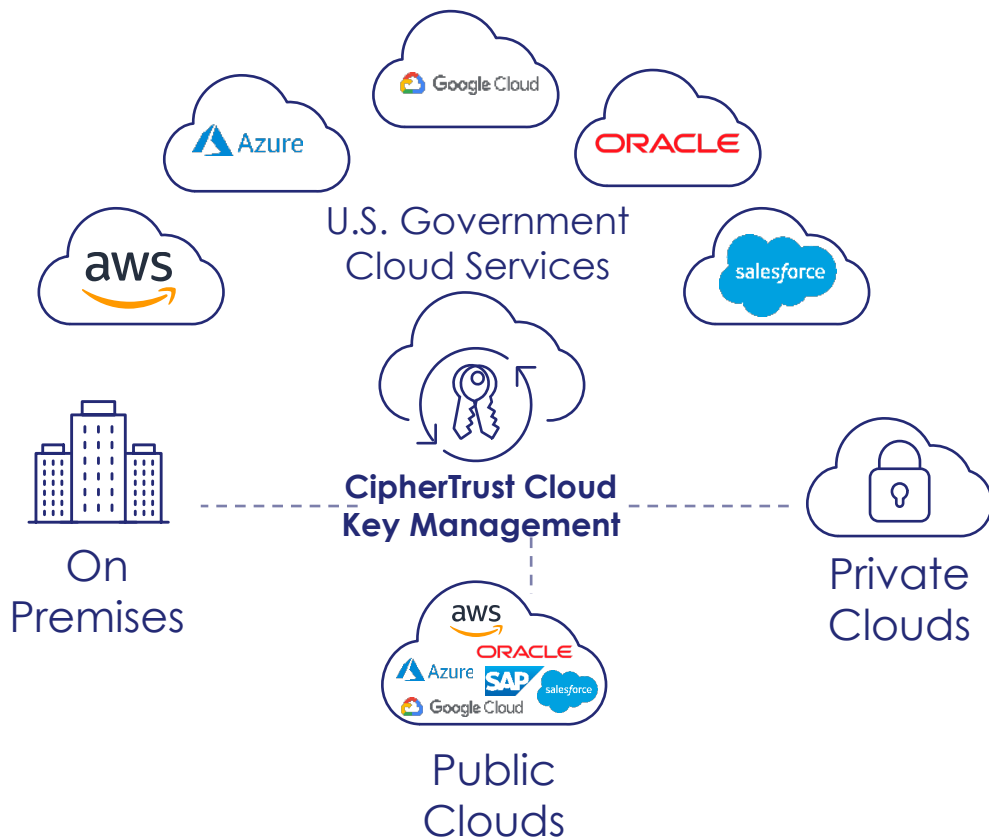 Google Cloud
Azure
ORACLE
U.S. Government
Cloud Services
aws
salesforce
CipherTrust Cloud
Key Management
On
Premises
Private
Clouds
aws
ORACLE
Azure
SAP
salesforce
Google Cloud
Public
Clouds